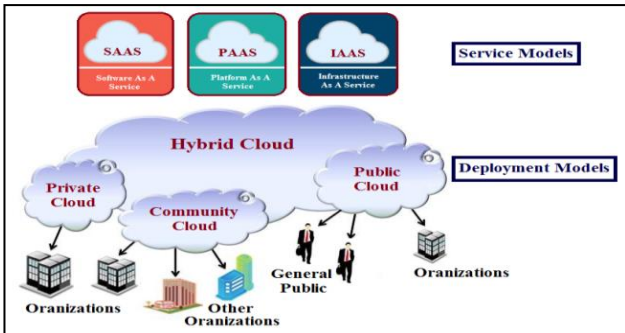 SAAS
Software As A
Service
PAAS
Platform As A
Service
IAAS
Infrastructure
As A Service
Service Models
Hybrid Cloud
Private
Cloud
Community
Cloud
Public
Cloud
Deployment Models
Oranizations
Other
Oranizations
General
Public
Oranizations